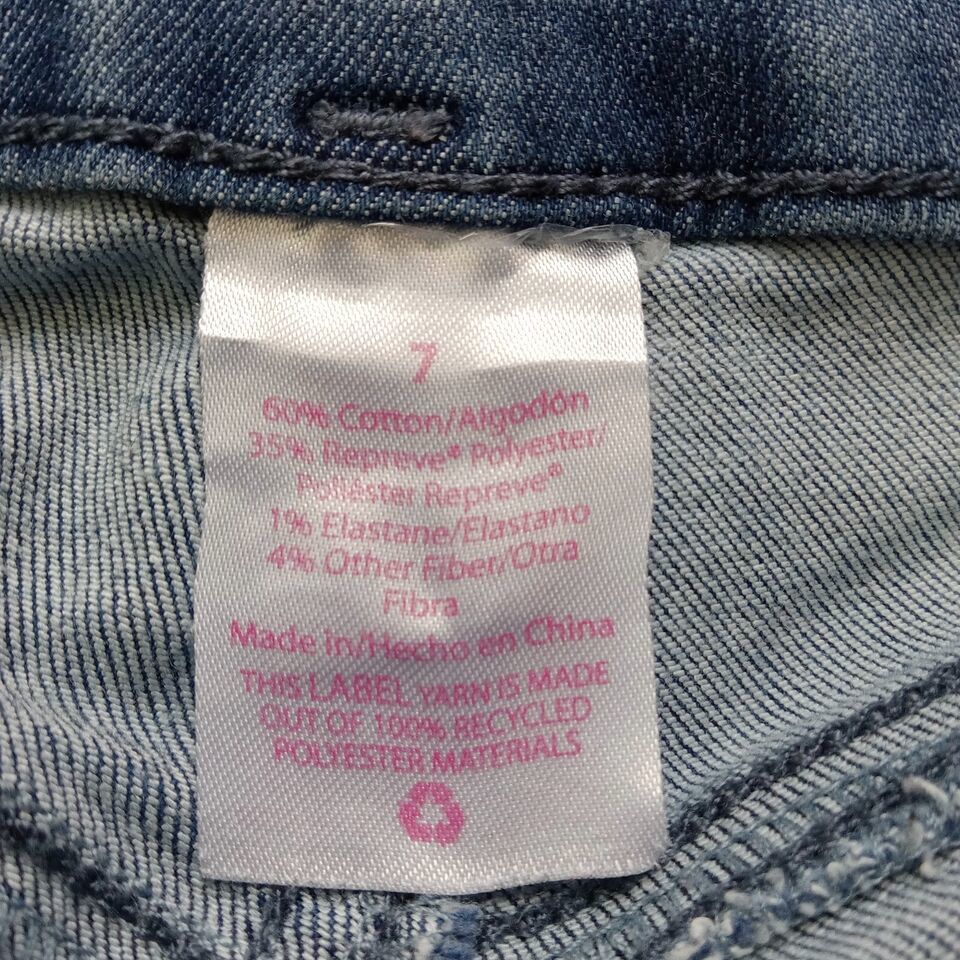 7
60% Cotton/Algodón
35% Repreve® Polyester/
Poliéster Repreve®
1% Elastane/Elastano
4% Other Fiber/Otra
Fibra
Made in/Hecho en China
THIS LABEL YARN IS MADE
OUT OF 100% RECYCLED
POLYESTER MATERIALS